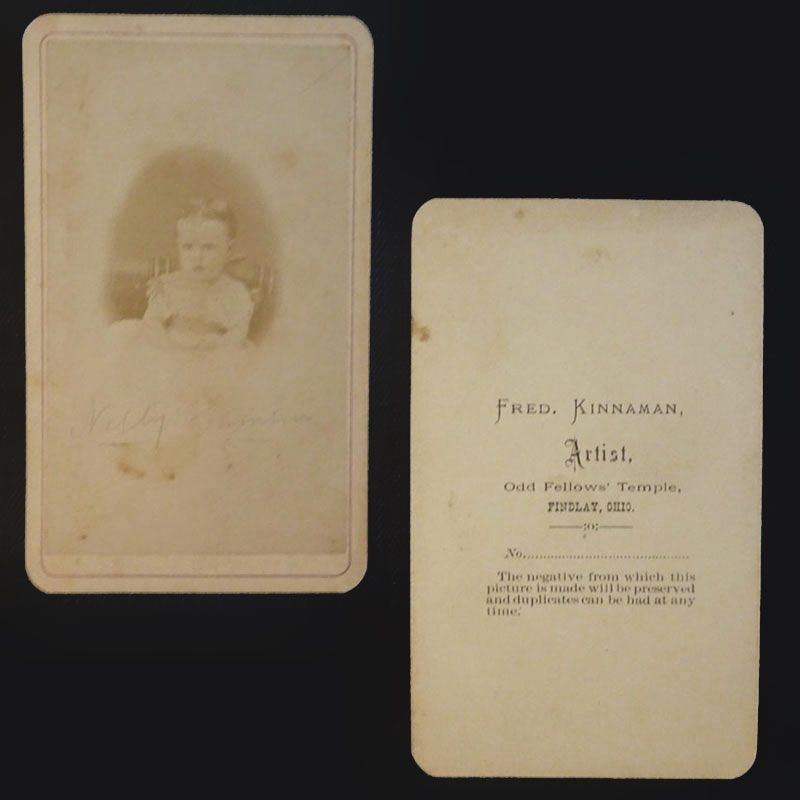 Nelly
FRED. KINNAMAN,
Artist,
Odd Fellows' Temple,
FINDLAY, OHIO.
No.
The negative from which this
picture is made will be preserved
and duplicates can be had at any
time.